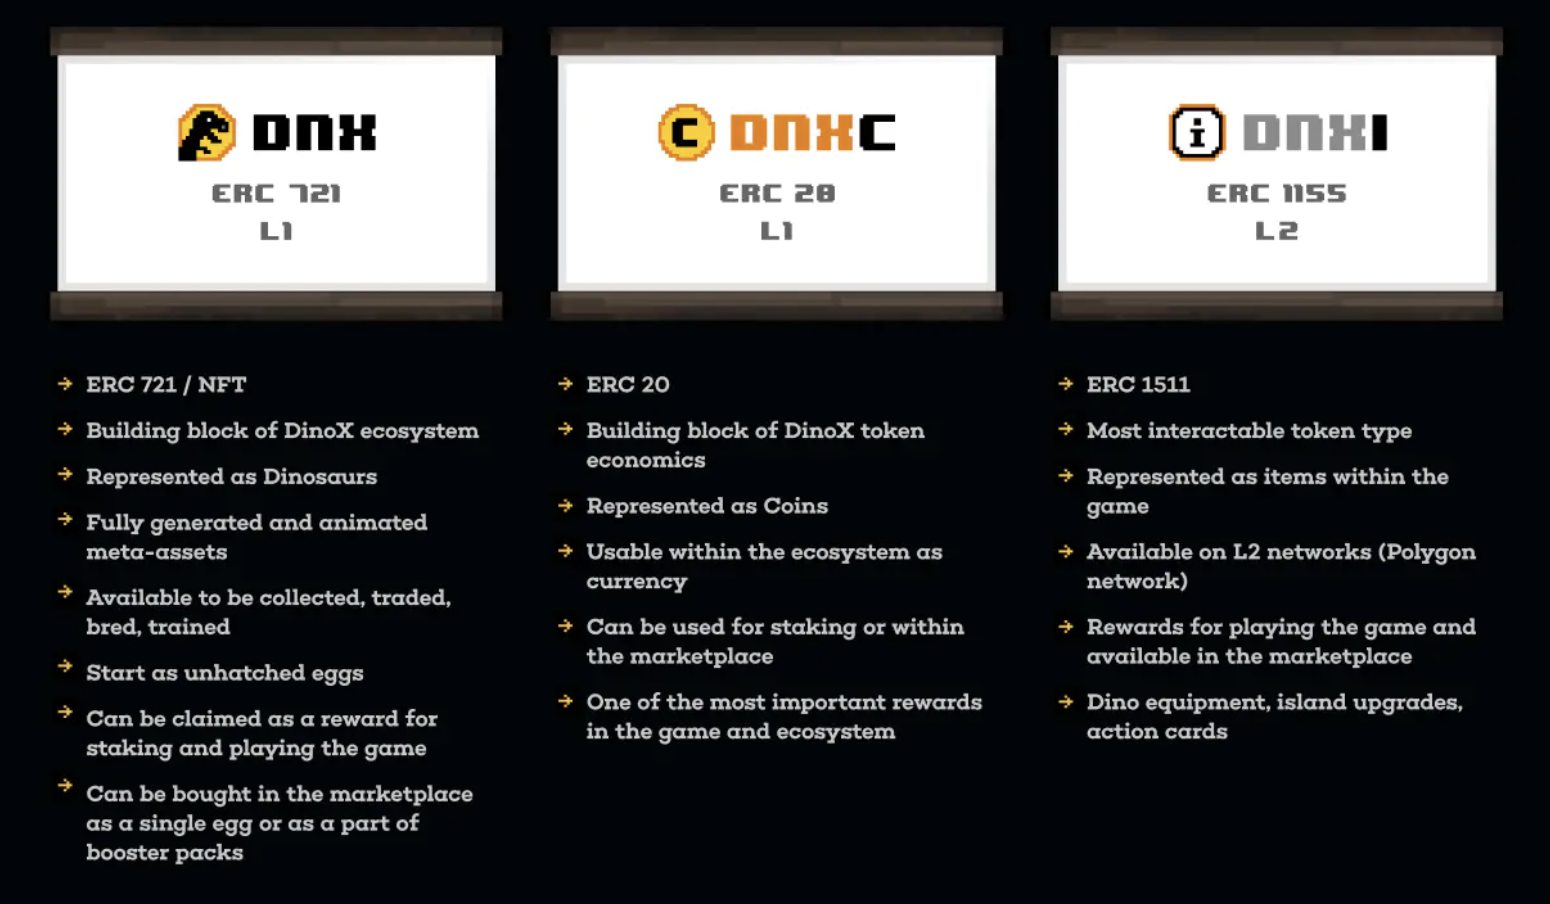 DNX
ERC 721
L1
ERC 721 / NFT
Building block of DinoX ecosystem
Represented as Dinosaurs
Fully generated and animated
meta-assets
Available to be collected, traded,
bred, trained
Start as unhatched eggs
Can be claimed as a reward for
staking and playing the game
Can be bought in the marketplace
as a single egg or as a part of
booster packs
C DNXC
ERC 20
L1
ERC 20
Building block of DinoX token
economics
Represented as Coins
Usable within the ecosystem as
currency
Can be used for staking or within
the marketplace
One of the most important rewards
in the game and ecosystem
i DNXI
ERC 1155
L2
ERC 1511
Most interactable token type
Represented as items within the
game
Available on L2 networks (Polygon
network)
Rewards for playing the game and
available in the marketplace
Dino equipment, island upgrades,
action cards